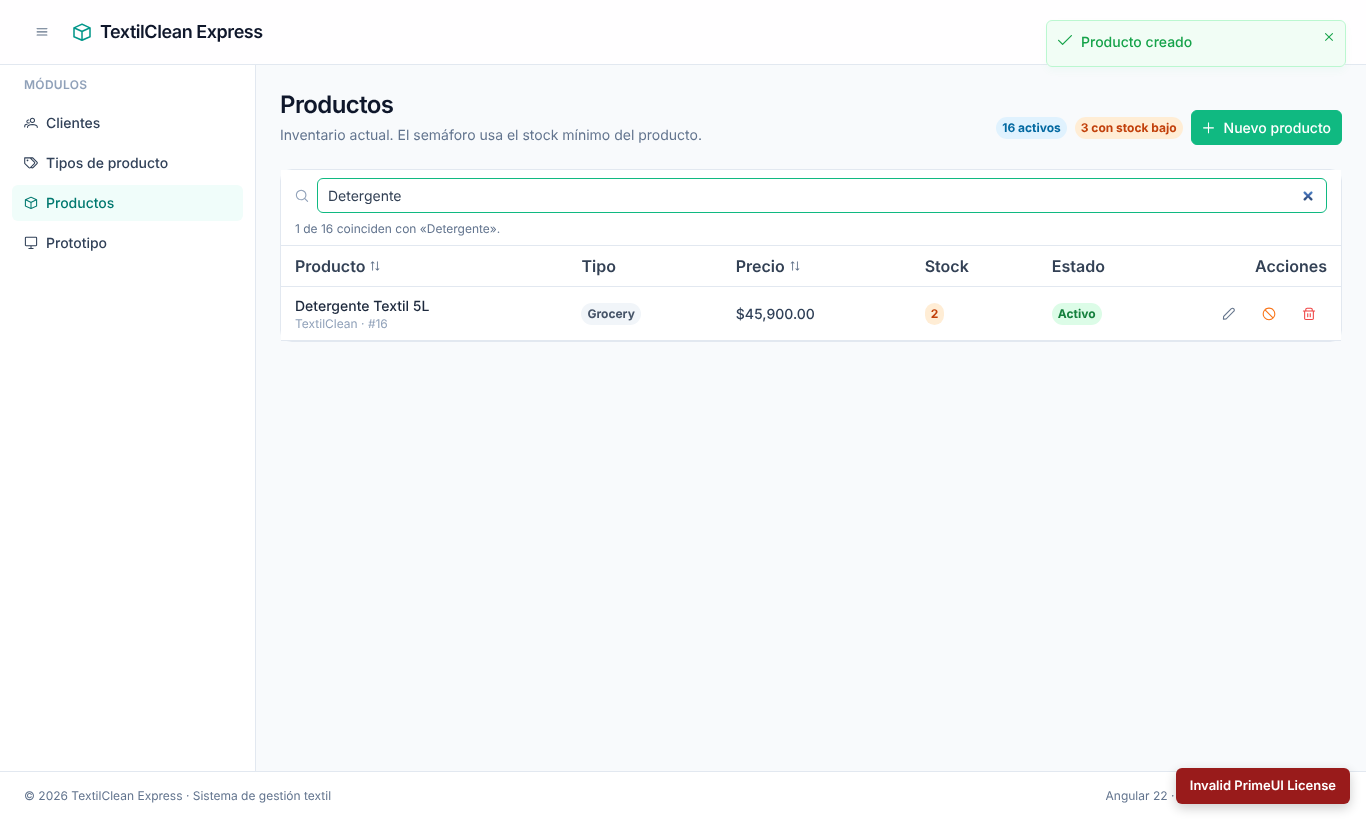 TextilClean Express
Producto creado
MÓDULOS
Clientes
Tipos de producto
Productos
Prototipo
Productos
Inventario actual. El semáforo usa el stock mínimo del producto.
16 activos
3 con stock bajo
Nuevo producto
Detergente
1 de 16 coinciden con «Detergente».
Producto Tipo Precio Stock Estado Acciones
Detergente Textil 5L
TextilClean · #16
Grocery
$45,900.00
2
Activo
© 2026 TextilClean Express · Sistema de gestión textil
Angular 22 ·
Invalid PrimeUI License